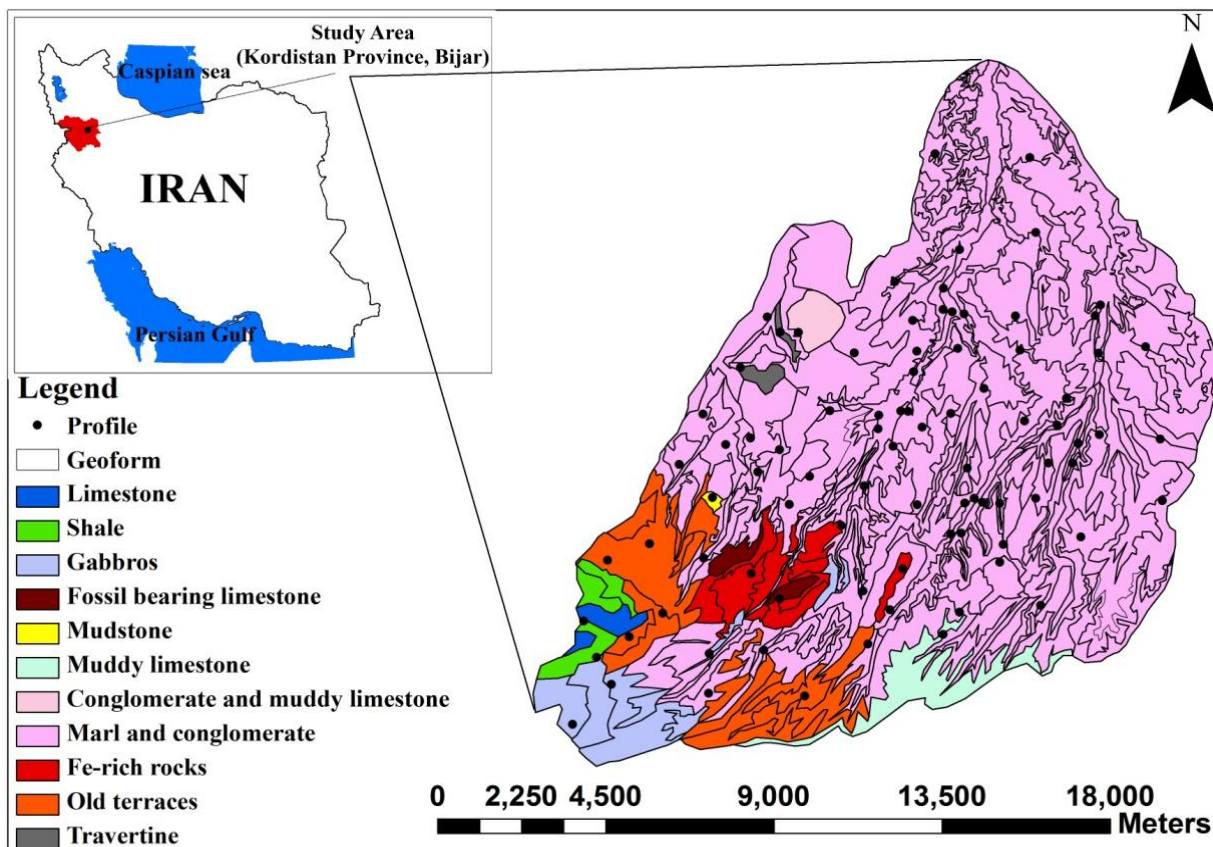 Study Area
(Kordistan Province, Bijar)
N
Caspian sea
IRAN
Persian Gulf
Legend
Profile
Geoform
Limestone
Shale
Gabbros
Fossil bearing limestone
Mudstone
Muddy limestone
Conglomerate and muddy limestone
Marl and conglomerate
Fe-rich rocks
Old terraces
Travertine
0 2,250 4,500 9,000 13,500 18,000
Meters